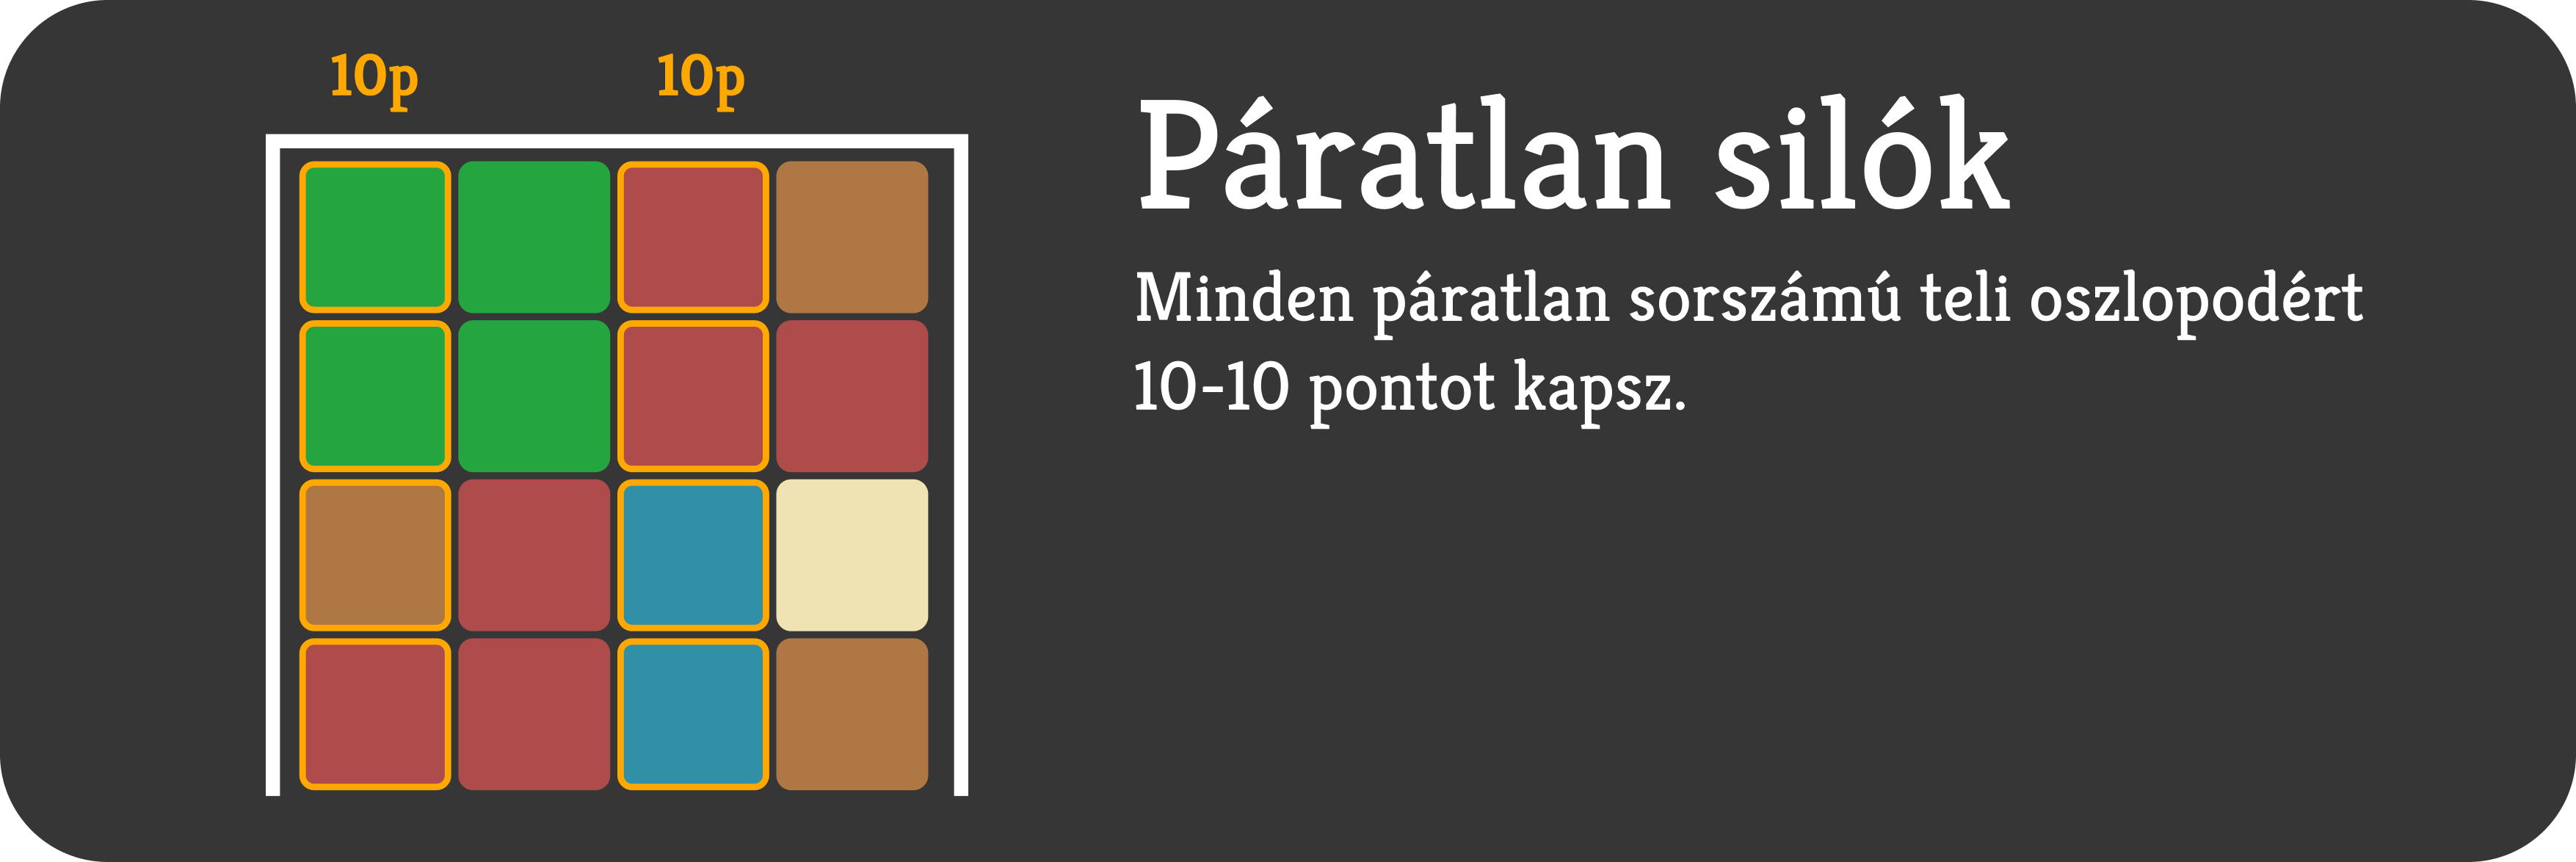 10p 10p
Páratlan silók
Minden páratlan sorszámú teli oszlopodért
10-10 pontot kapsz.